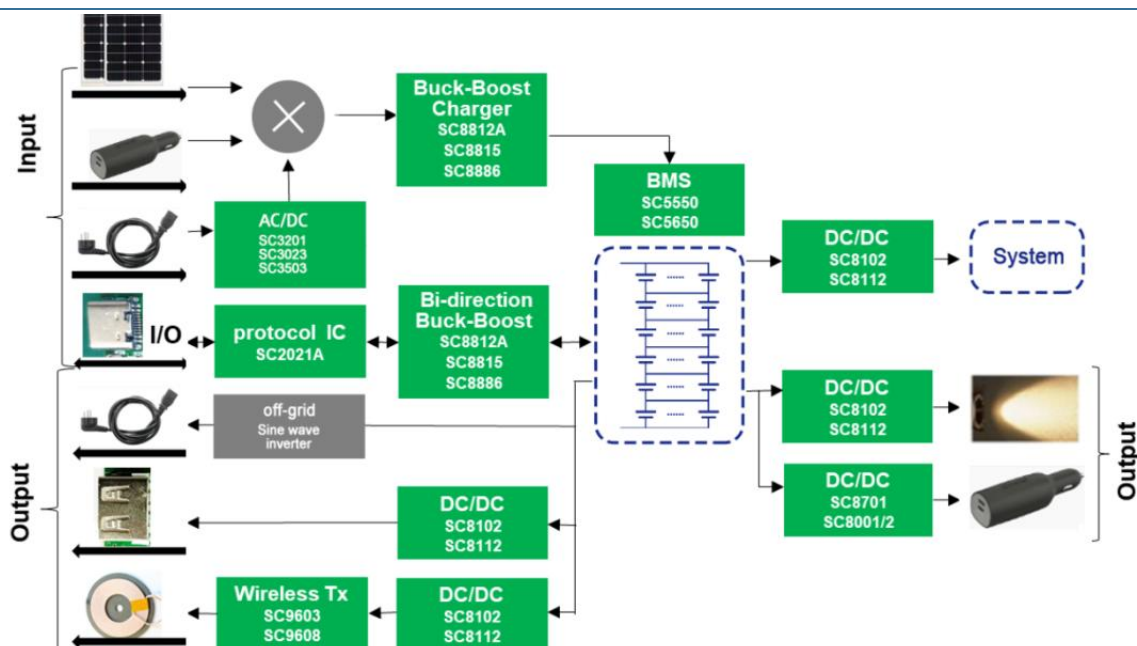 Input
Buck-Boost
Charger
SC8812A
SC8815
SC8886
BMS
SC5550
SC5650
AC/DC
SC3201
SC3023
SC3503
DC/DC
SC8102
SC8112
System
I/O
protocol IC
SC2021A
Bi-direction
Buck-Boost
SC8812A
SC8815
SC8886
......
......
......
......
......
off-grid
Sine wave
inverter
DC/DC
SC8102
SC8112
Output
Output
DC/DC
SC8102
SC8112
DC/DC
SC8701
SC8001/2
Wireless Tx
SC9603
SC9608
DC/DC
SC8102
SC8112